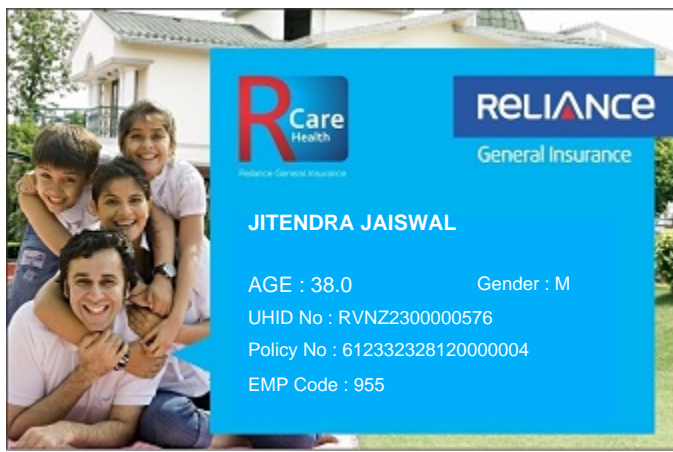 R Care
Health
Reliance General Insurance
RELIANCE
General Insurance
JITENDRA JAISWAL
AGE : 38.0
Gender : M
UHID No : RVNZ2300000576
Policy No : 612332328120000004
EMP Code : 955